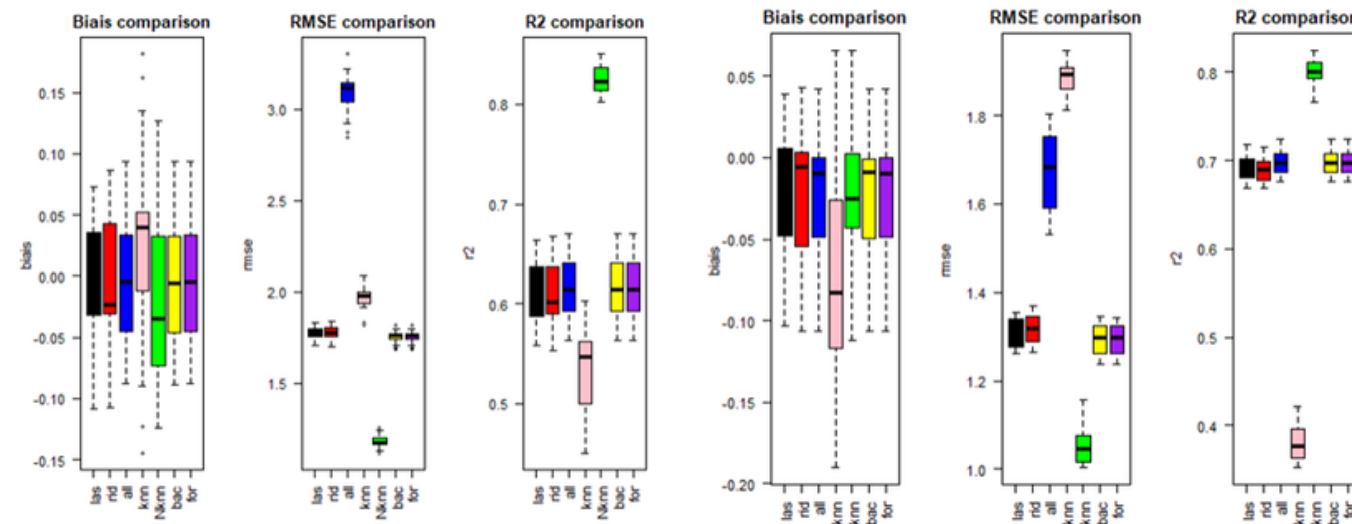 Biais comparison
biais
0.15
0.10
0.05
0.00
-0.05
-0.10
-0.15
las
rid
all
knn
Nknn
bac
for
RMSE comparison
rmse
3.0
2.5
2.0
1.5
las
rid
all
knn
Nknn
bac
for
R2 comparison
r2
0.8
0.7
0.6
0.5
las
rid
all
knn
Nknn
bac
for
Biais comparison
biais
0.05
0.00
-0.05
-0.10
-0.15
-0.20
las
rid
all
knn
knn
bac
for
RMSE comparison
rmse
1.8
1.6
1.4
1.2
1.0
las
rid
all
knn
knn
bac
for
R2 comparison
r2
0.8
0.7
0.6
0.5
0.4
las
rid
all
knn
knn
bac
for